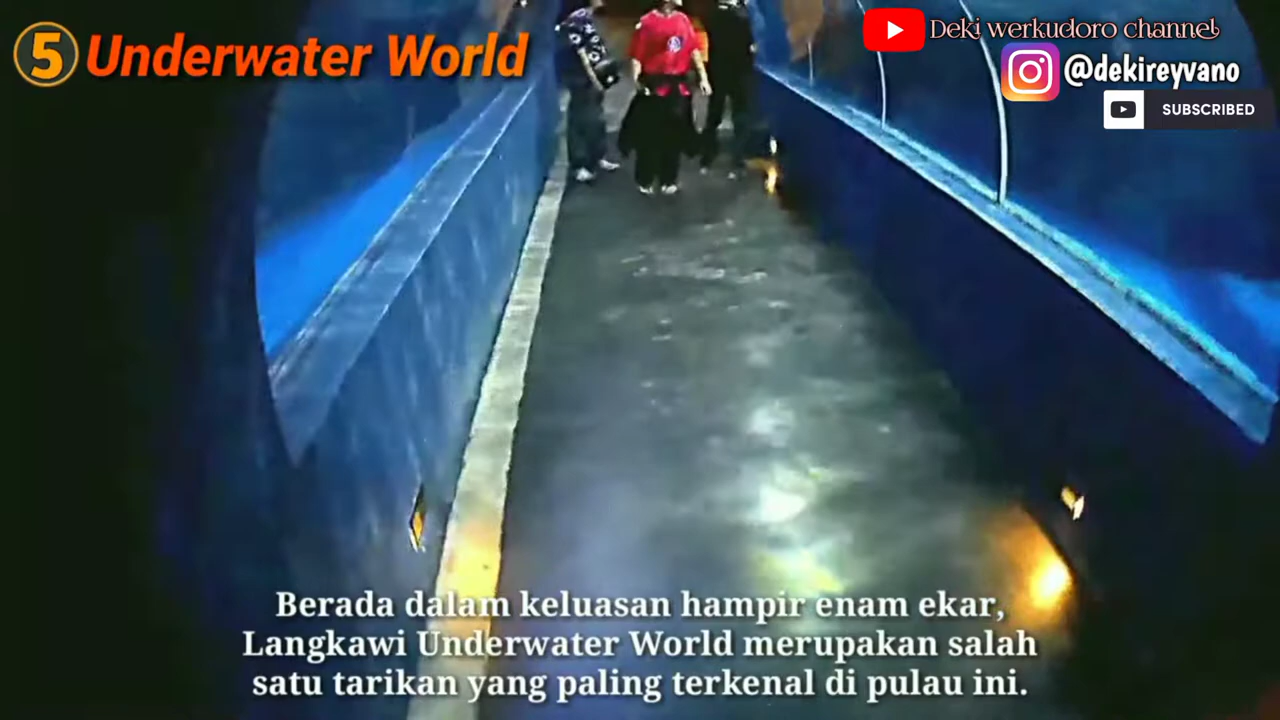 5 Underwater World
Deki werkudoro channel
@dekireyvano
SUBSCRIBED
Berada dalam keluasan hampir enam ekar,
Langkawi Underwater World merupakan salah
satu tarikan yang paling terkenal di pulau ini.